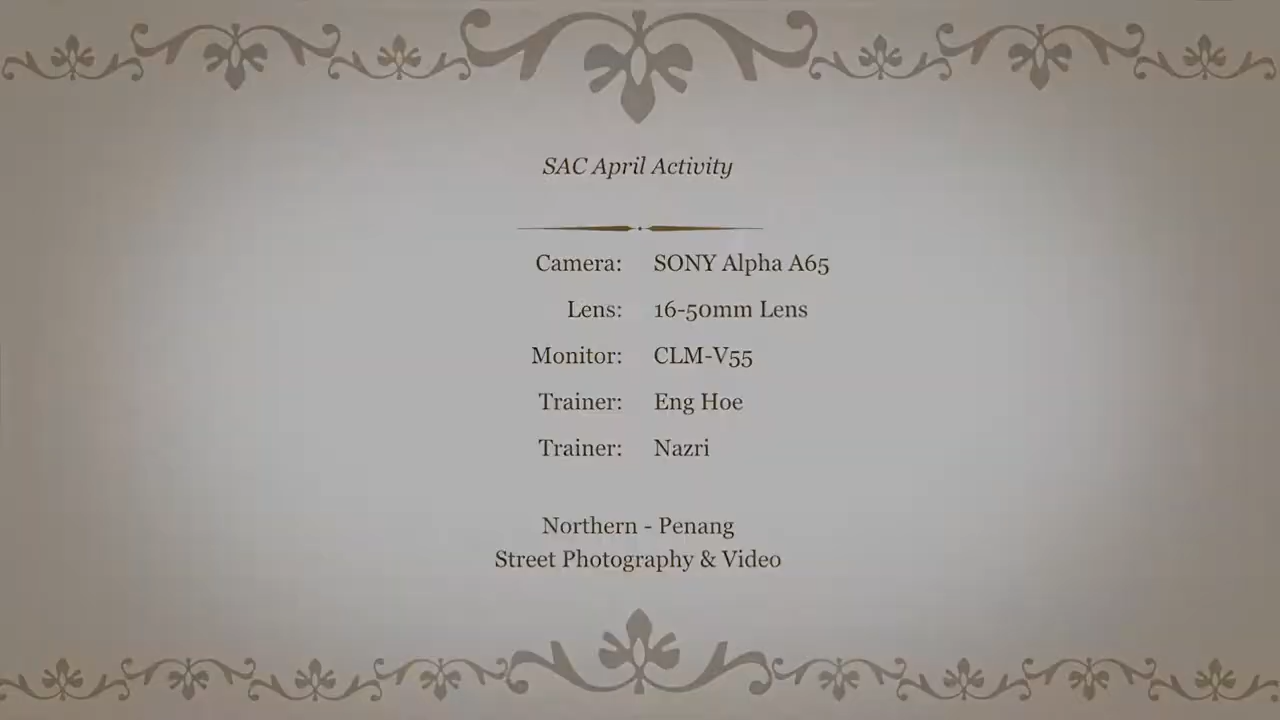 SAC April Activity
Camera: SONY Alpha A65
Lens: 16-50mm Lens
Monitor: CLM-V55
Trainer: Eng Hoe
Trainer: Nazri
Northern - Penang
Street Photography & Video